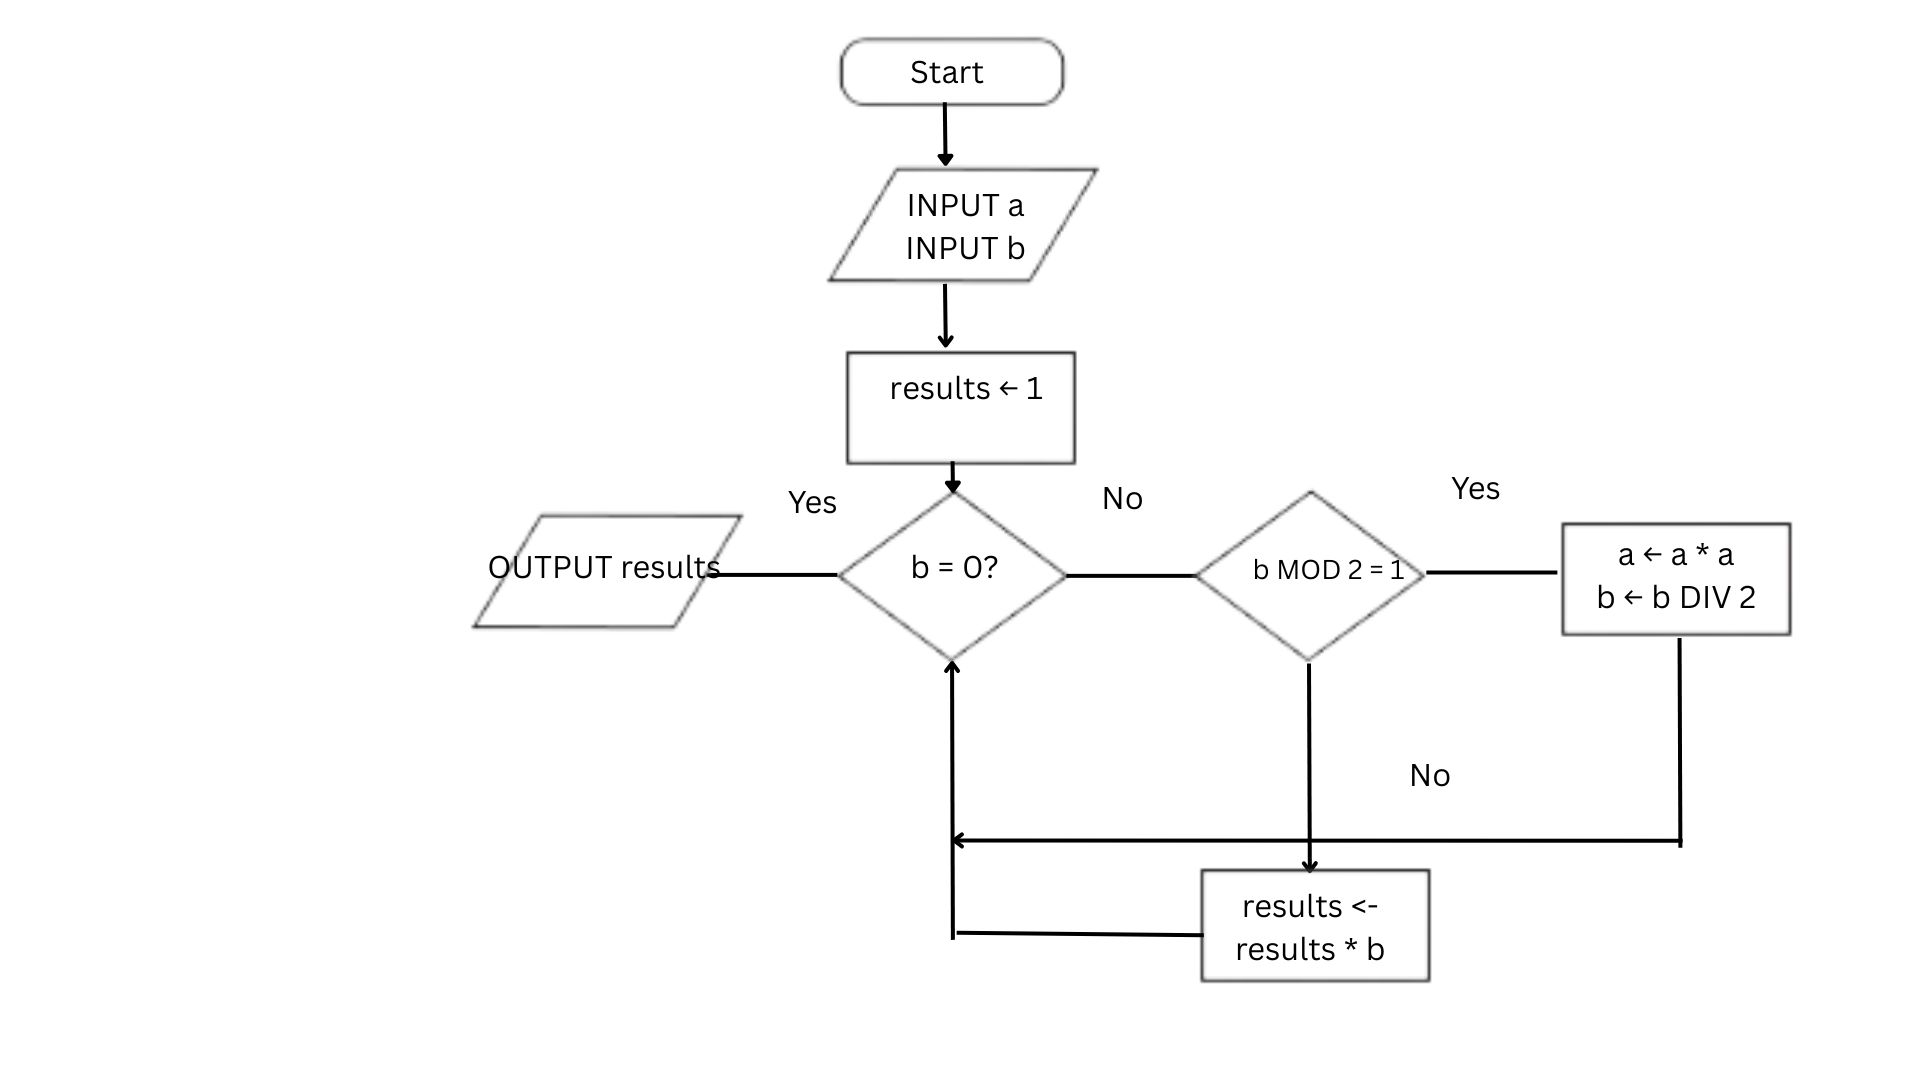 Start
INPUT a
INPUT b
results ← 1
Yes
No
Yes
OUTPUT results
b = 0?
b MOD 2 = 1
a ← a * a
b ← b DIV 2
No
results <-
results * b